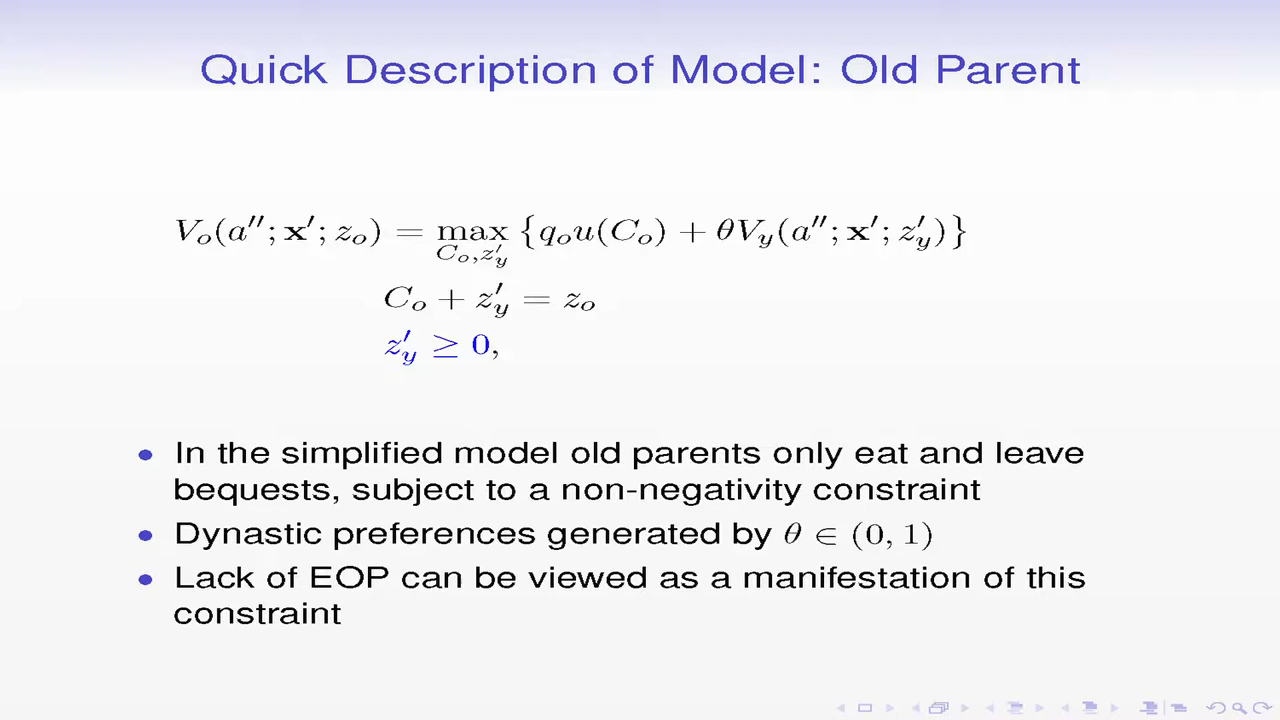 Quick Description of Model: Old Parent
V_o(a″; x′; z_o) = max_{C_o, z′_y} {q_o u(C_o) + θV_y(a″; x′; z′_y)}
C_o + z′_y = z_o
z′_y ≥ 0,
• In the simplified model old parents only eat and leave
bequests, subject to a non-negativity constraint
• Dynastic preferences generated by θ ∈ (0, 1)
• Lack of EOP can be viewed as a manifestation of this
constraint